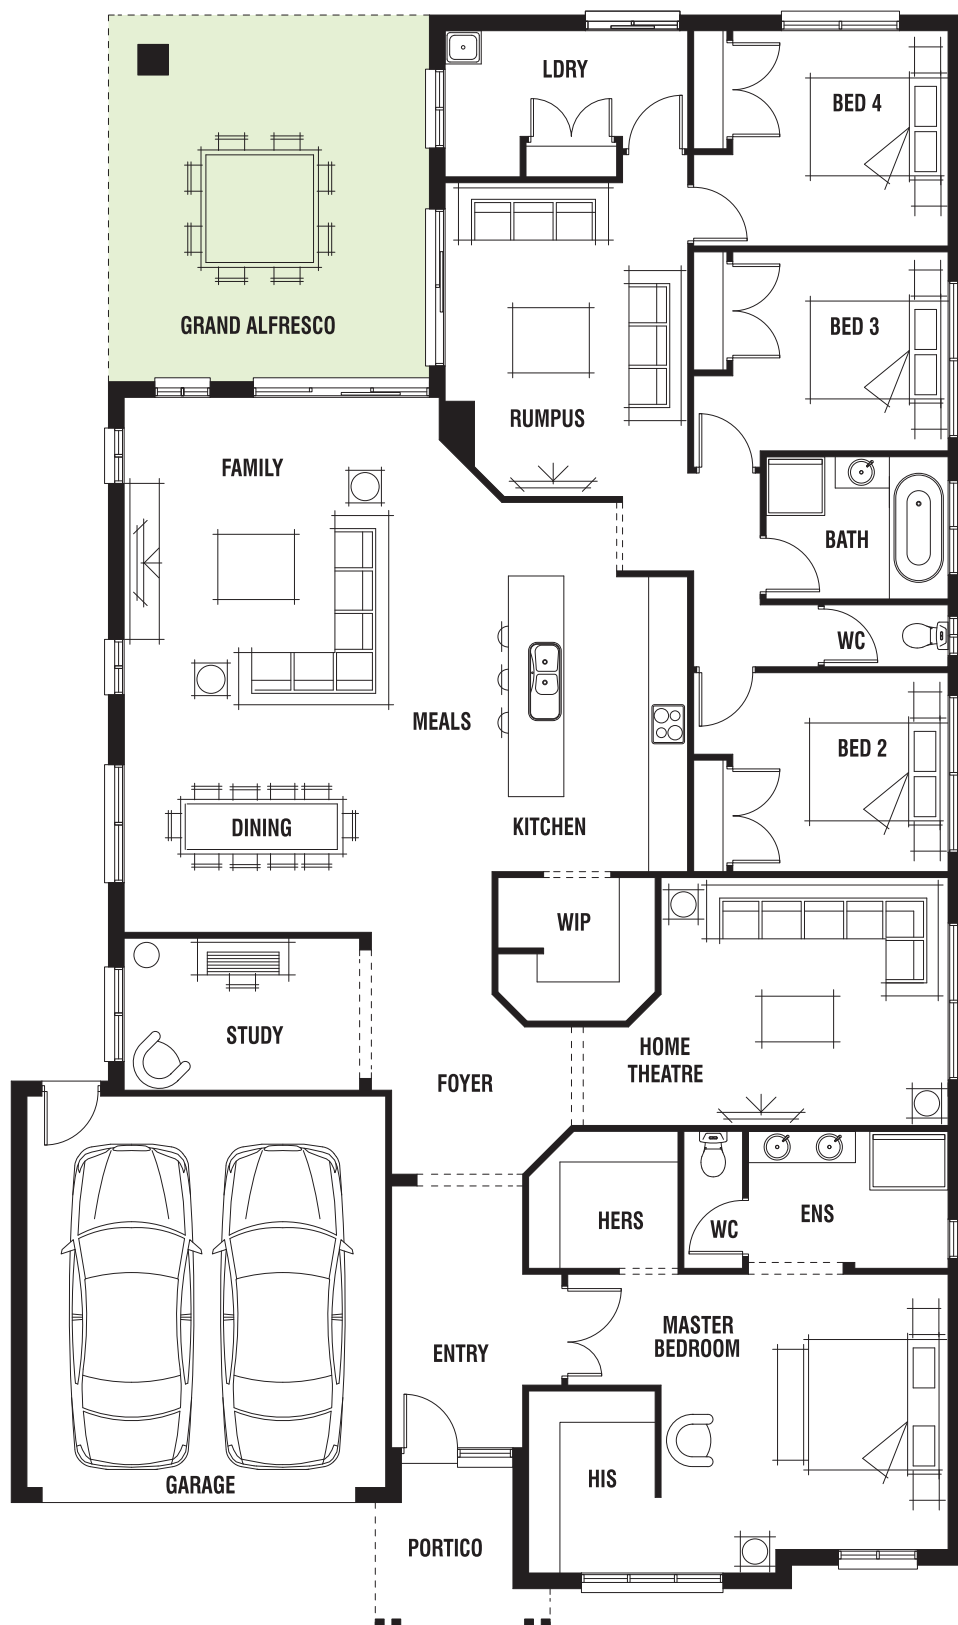 LDRY
BED 4
GRAND ALFRESCO
BED 3
RUMPUS
FAMILY
BATH
WC
MEALS
BED 2
DINING
KITCHEN
WIP
STUDY
HOME
THEATRE
FOYER
HERS
WC
ENS
MASTER
BEDROOM
ENTRY
HIS
GARAGE
PORTICO